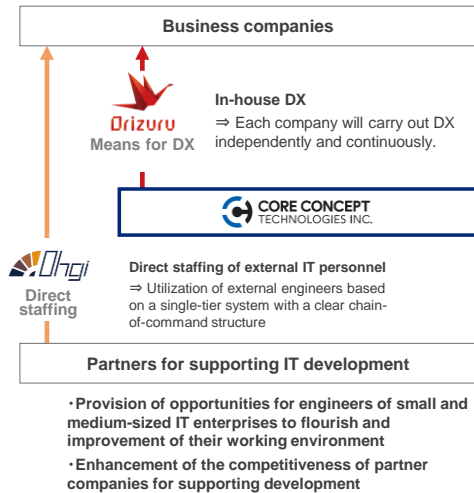 Business companies
Orizuru
Means for DX
In-house DX
⇒ Each company will carry out DX
independently and continuously.
CORE CONCEPT
TECHNOLOGIES INC.
Ohgi
Direct
staffing
Direct staffing of external IT personnel
⇒ Utilization of external engineers based
on a single-tier system with a clear chain-
of-command structure
Partners for supporting IT development
・Provision of opportunities for engineers of small and
medium-sized IT enterprises to flourish and
improvement of their working environment
・Enhancement of the competitiveness of partner
companies for supporting development